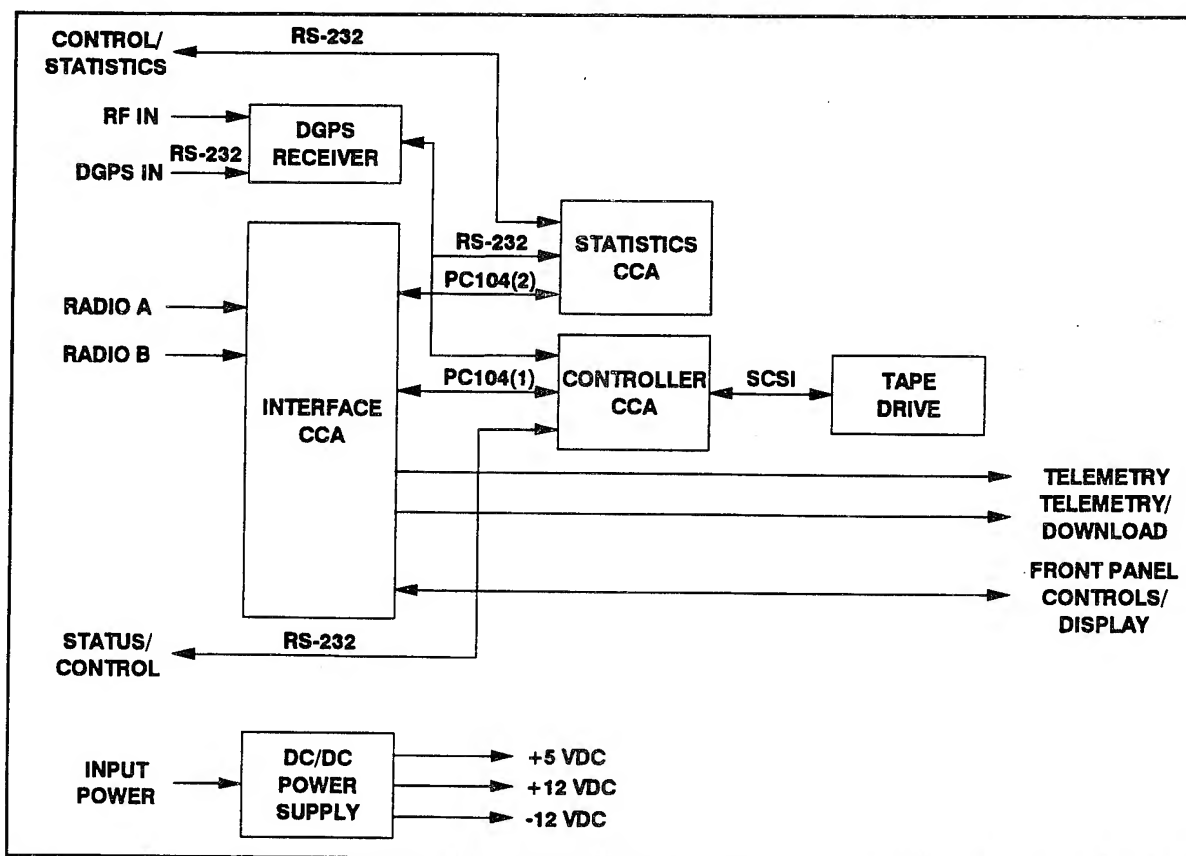 CONTROL/
STATISTICS
RS-232
RF IN
DGPS IN
RS-232
DGPS
RECEIVER
RS-232
PC104(2)
STATISTICS
CCA
RADIO A
RADIO B
INTERFACE
CCA
PC104(1)
CONTROLLER
CCA
SCSI
TAPE
DRIVE
TELEMETRY
TELEMETRY/
DOWNLOAD
FRONT PANEL
CONTROLS/
DISPLAY
STATUS/
CONTROL
RS-232
INPUT
POWER
DC/DC
POWER
SUPPLY
+5 VDC
+12 VDC
-12 VDC